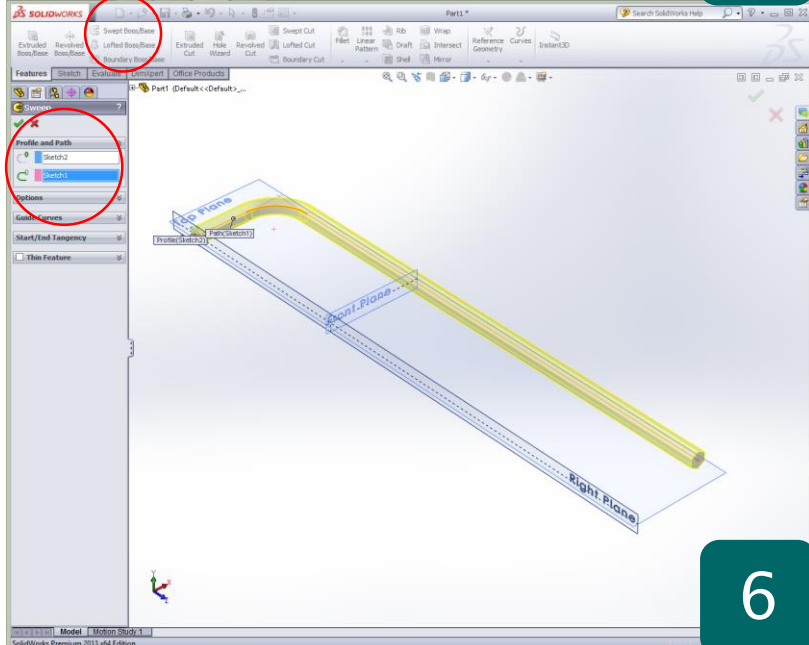 SOLIDWORKS
Part1 *
Search SolidWorks Help
Extruded Boss/Base
Revolved Boss/Base
Swept Boss/Base
Lofted Boss/Base
Boundary Boss/Base
Extruded Cut
Hole Wizard
Revolved Cut
Swept Cut
Lofted Cut
Boundary Cut
Fillet
Linear Pattern
Rib
Draft
Shell
Wrap
Intersect
Mirror
Reference Geometry
Curves
Instant3D
Features Sketch Evaluate DimXpert Office Products
Part1 (Default<<Default>_...
Sweep ?
Profile and Path
Sketch2
Sketch1
Options
Guide Curves
Start/End Tangency
Thin Feature
Top Plane
Path(Sketch1)
Profile(Sketch2)
Front Plane
Right Plane
Y
X
Z
6
Model Motion Study 1
SolidWorks Premium 2013 x64 Edition